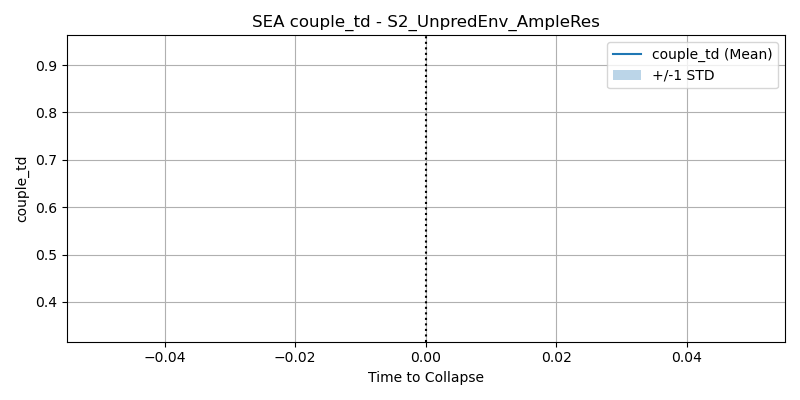 SEA couple_td - S2_UnpredEnv_AmpleRes
couple_td (Mean)
+/-1 STD
couple_td
0.9
0.8
0.7
0.6
0.5
0.4
−0.04
−0.02
0.00
0.02
0.04
Time to Collapse